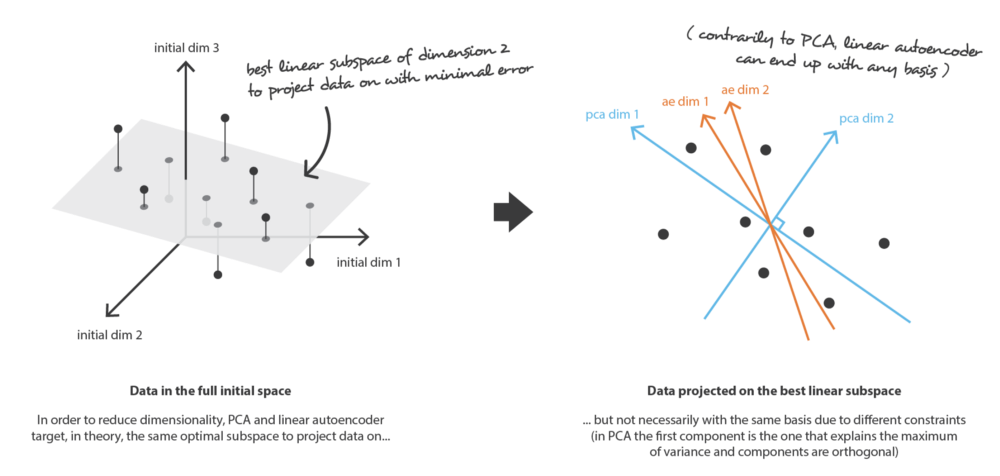 initial dim 3
best linear subspace of dimension 2
to project data on with minimal error
initial dim 1
initial dim 2
Data in the full initial space
In order to reduce dimensionality, PCA and linear autoencoder
target, in theory, the same optimal subspace to project data on...
( contrarily to PCA, linear autoencoder
can end up with any basis )
ae dim 2
ae dim 1
pca dim 1
pca dim 2
Data projected on the best linear subspace
... but not necessarily with the same basis due to different constraints
(in PCA the first component is the one that explains the maximum
of variance and components are orthogonal)